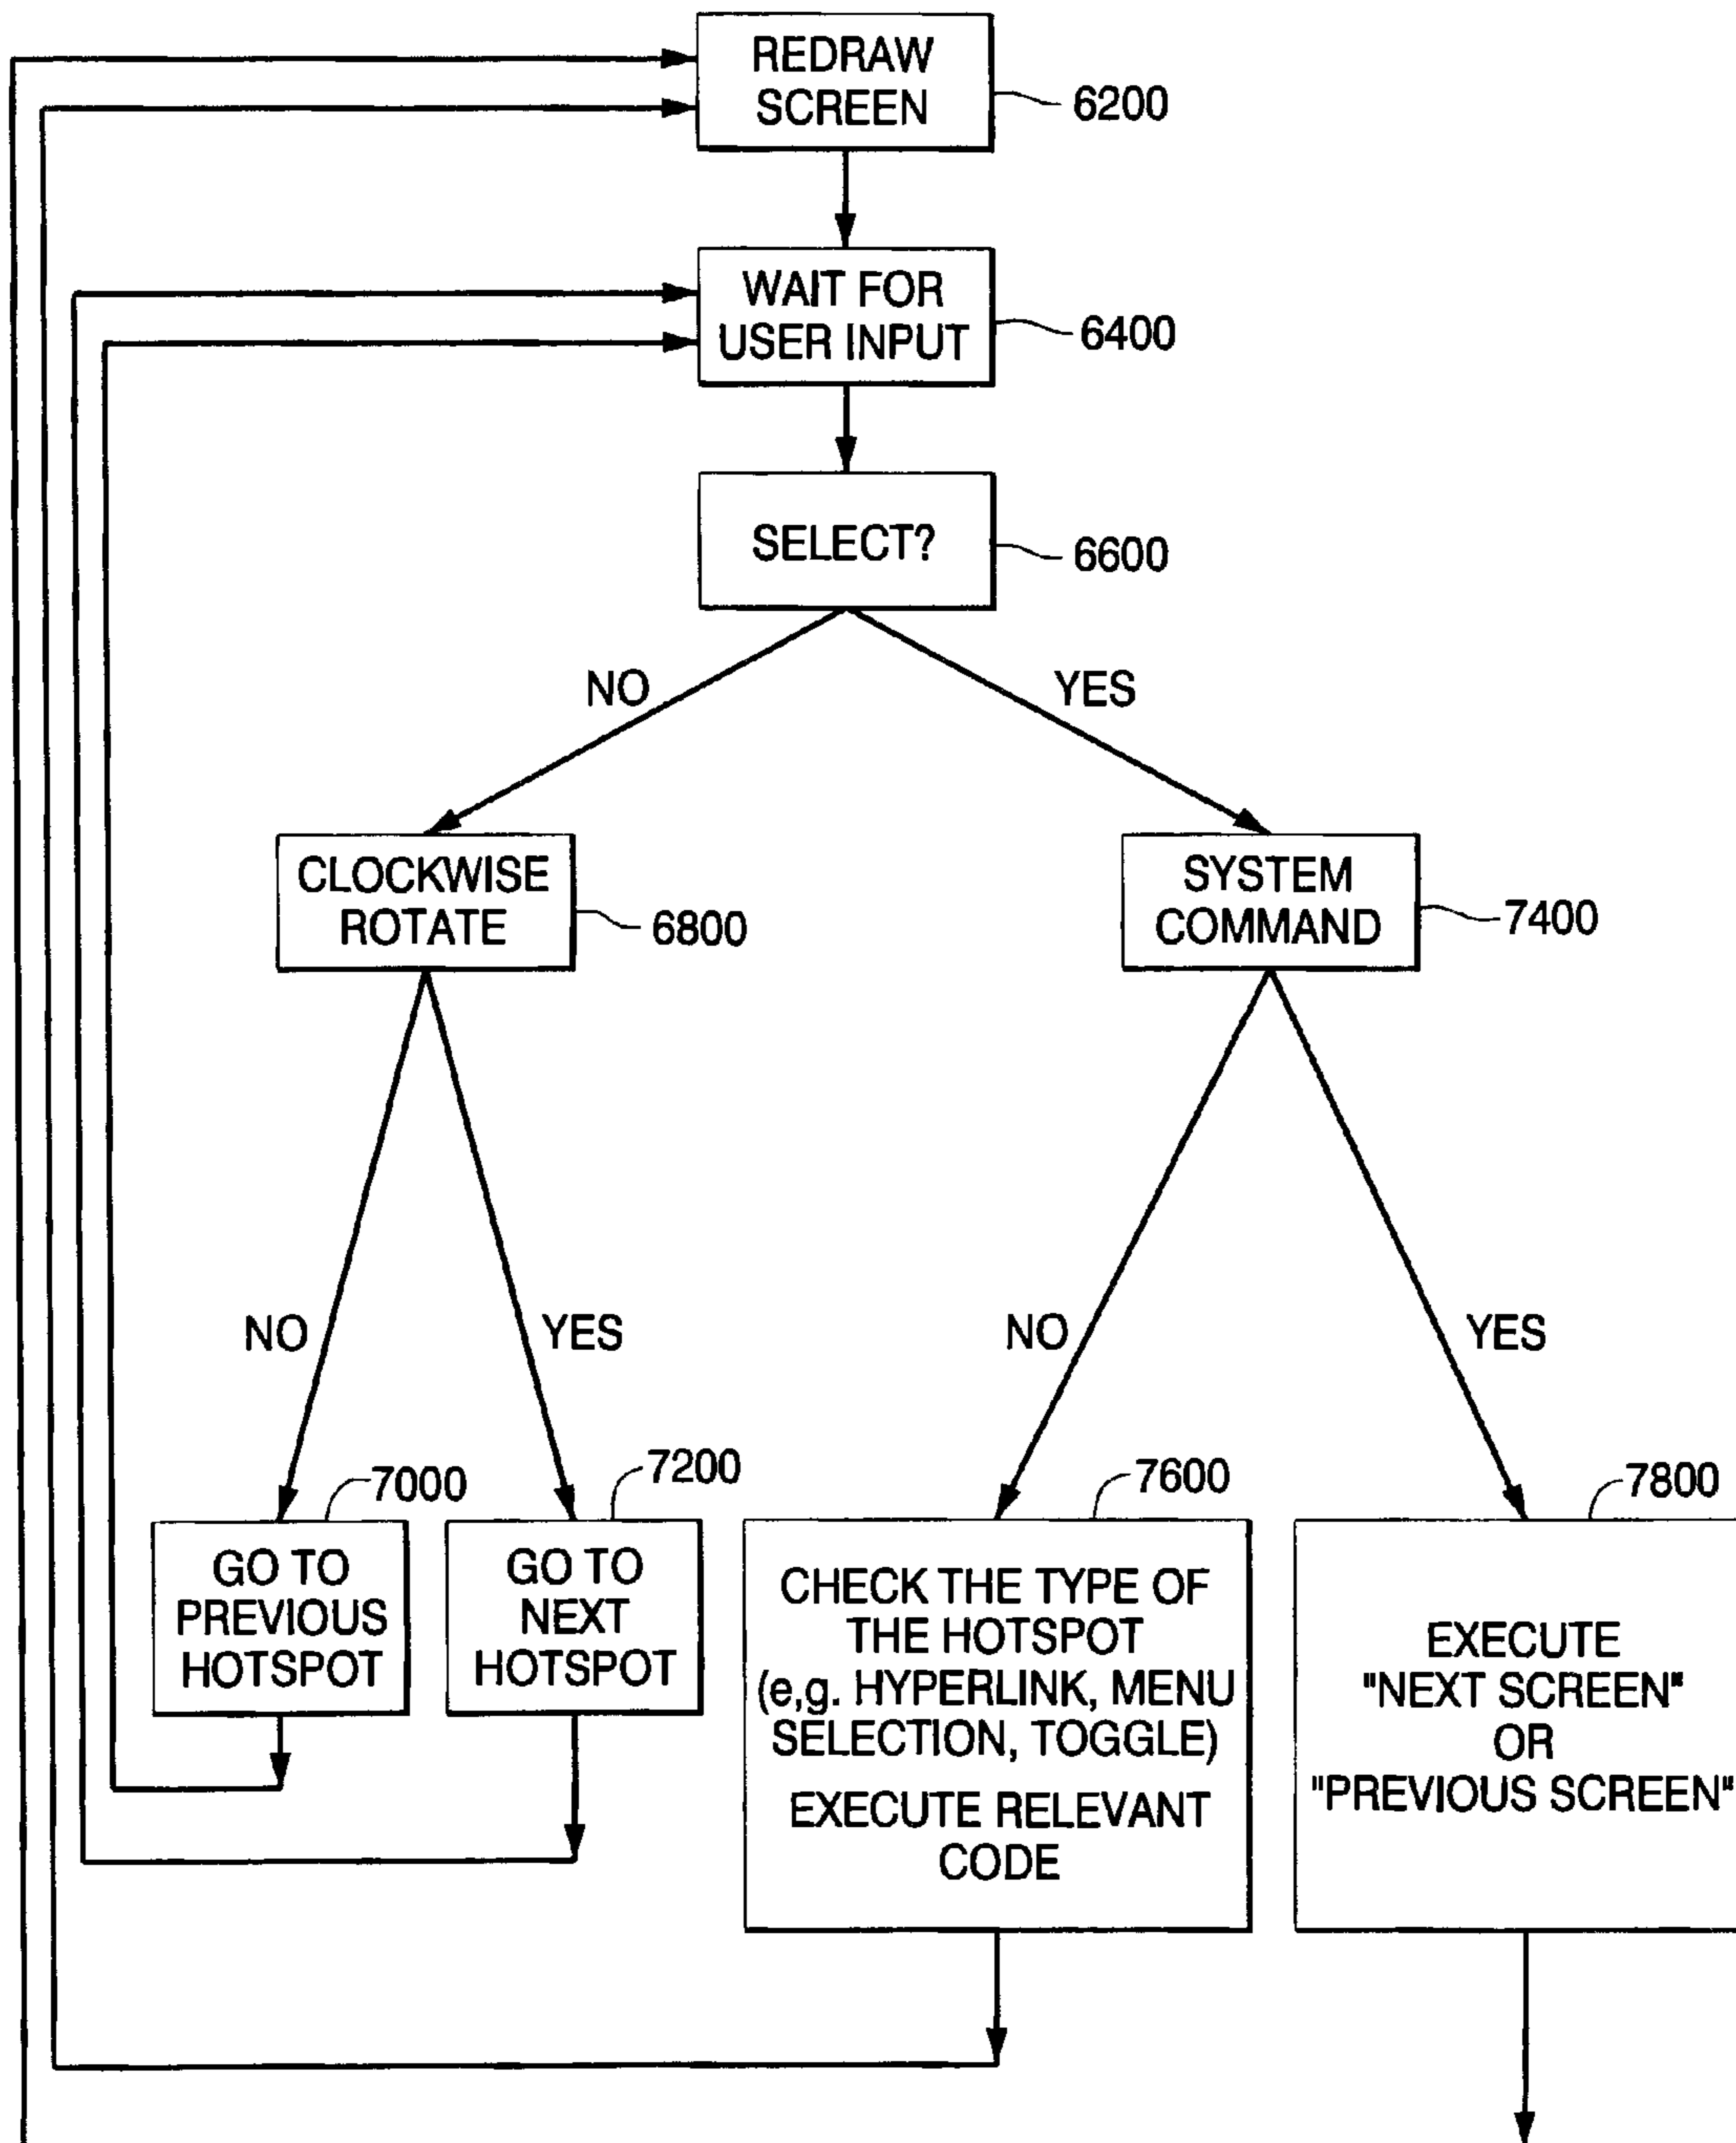 REDRAW
SCREEN
6200
WAIT FOR
USER INPUT
6400
SELECT?
6600
NO
YES
CLOCKWISE
ROTATE
6800
SYSTEM
COMMAND
7400
NO
YES
NO
YES
7000
7200
7600
7800
GO TO
PREVIOUS
HOTSPOT
GO TO
NEXT
HOTSPOT
CHECK THE TYPE OF
THE HOTSPOT
(e,g. HYPERLINK, MENU
SELECTION, TOGGLE)
EXECUTE RELEVANT
CODE
EXECUTE
"NEXT SCREEN"
OR
"PREVIOUS SCREEN"